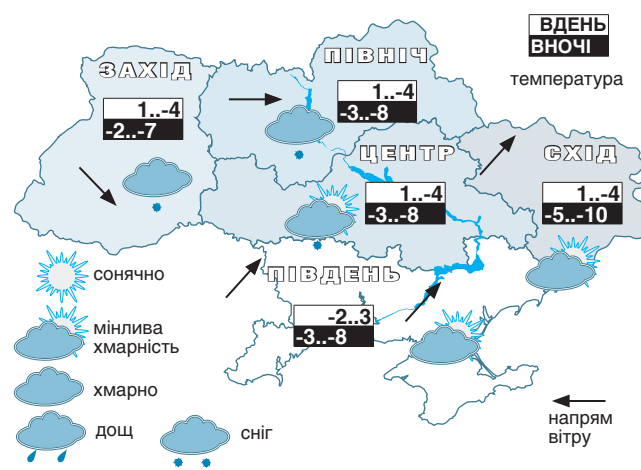 ВДЕНЬ
ВНОЧІ
температура
ПІВНІЧ
1..-4
-3..-8
ЗАХІД
1..-4
-2..-7
ЦЕНТР
1..-4
-3..-8
СХІД
1..-4
-5..-10
ПІВДЕНЬ
-2..3
-3..-8
сонячно
мінлива
хмарність
хмарно
дощ
сніг
напрям
вітру